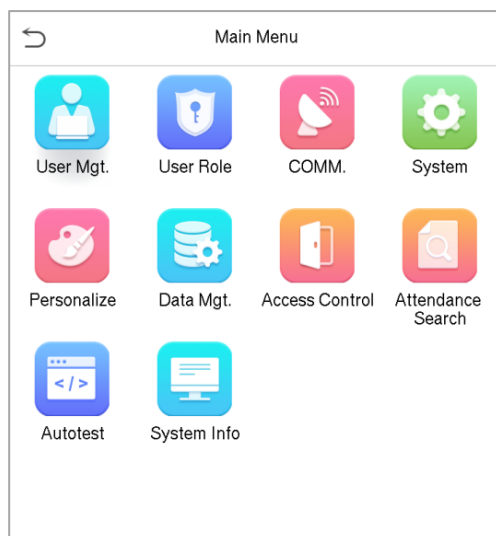 Main Menu
User Mgt.
User Role
COMM.
System
Personalize
Data Mgt.
Access Control
Attendance
Search
</>
Autotest
System Info